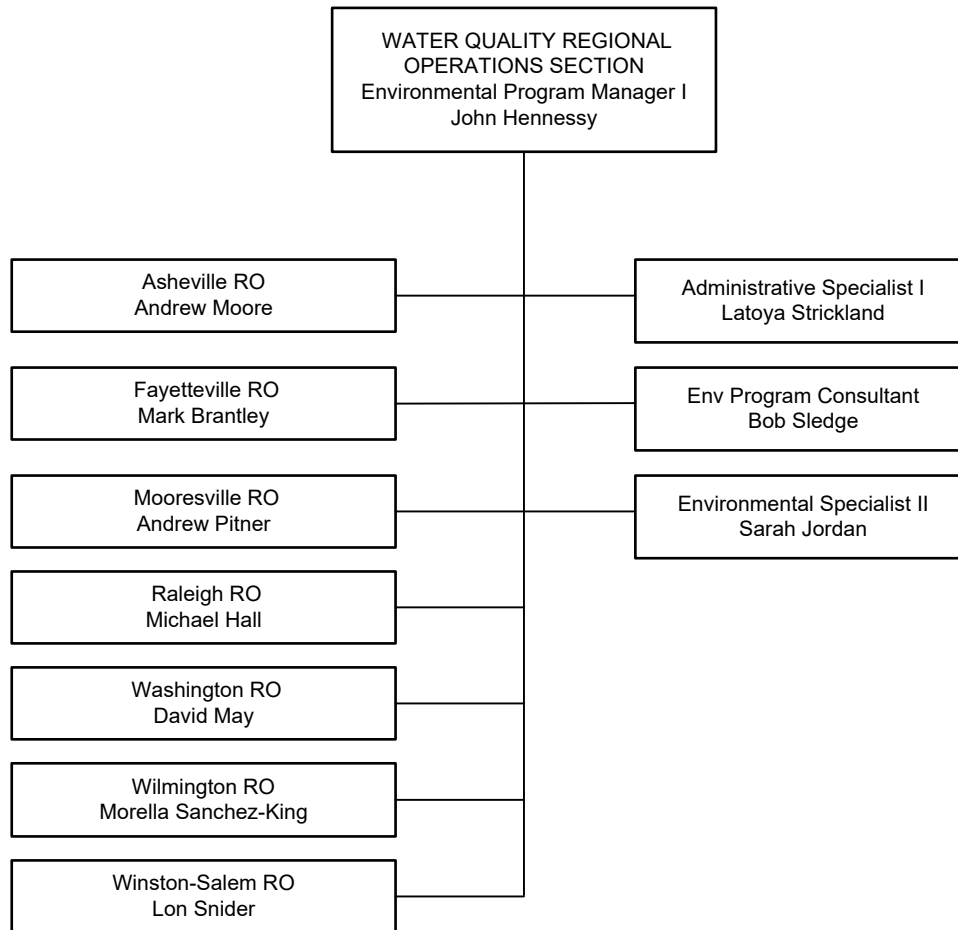 WATER QUALITY REGIONAL
OPERATIONS SECTION
Environmental Program Manager I
John Hennessy
Asheville RO
Andrew Moore
Administrative Specialist I
Latoya Strickland
Fayetteville RO
Mark Brantley
Env Program Consultant
Bob Sledge
Mooresville RO
Andrew Pitner
Environmental Specialist II
Sarah Jordan
Raleigh RO
Michael Hall
Washington RO
David May
Wilmington RO
Morella Sanchez-King
Winston-Salem RO
Lon Snider